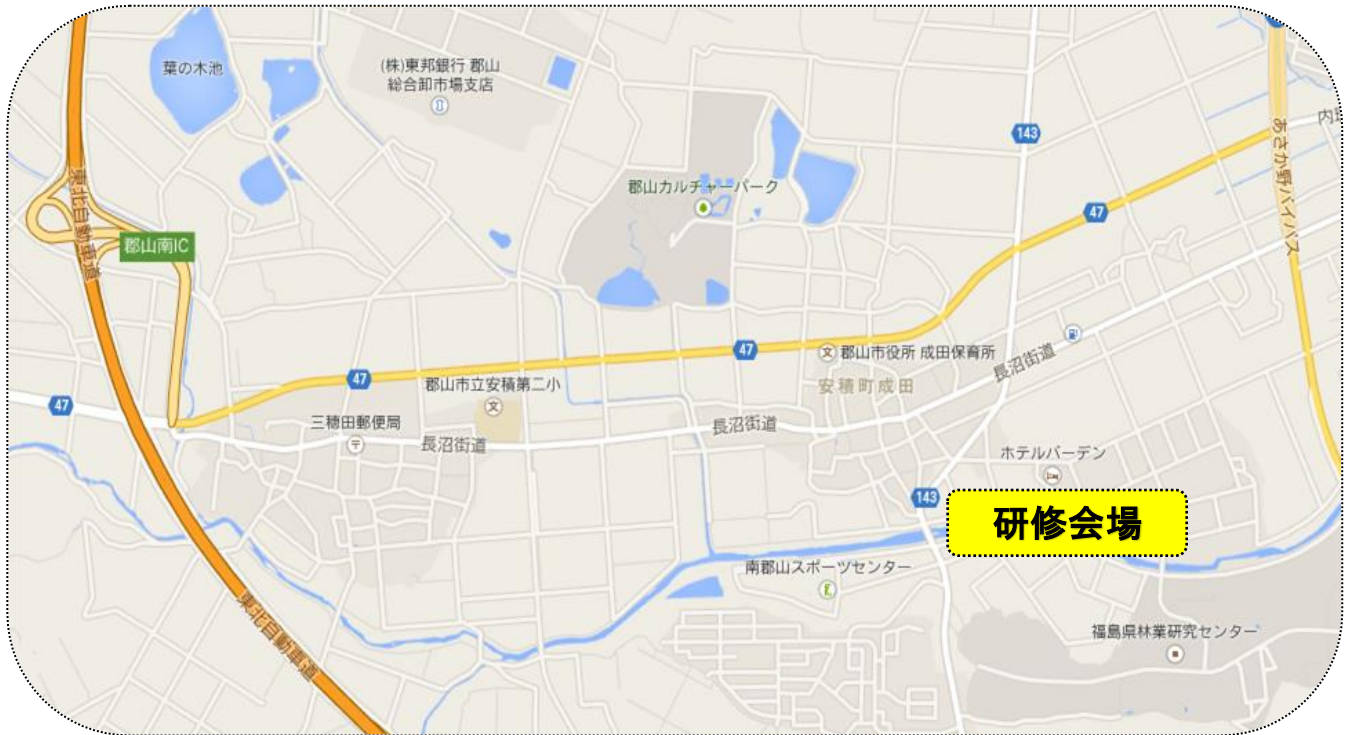 葉の木池
(株)東邦銀行 郡山
総合卸市場支店
143
あさか野バイパス
東北自動車道
郡山カルチャーパーク
47
郡山南IC
47
郡山市役所 成田保育所
長沼街道
47
郡山市立安積第二小
安積町成田
47
三穂田郵便局
長沼街道
長沼街道
ホテルバーデン
143
研修会場
南郡山スポーツセンター
東北自動車道
福島県林業研究センター